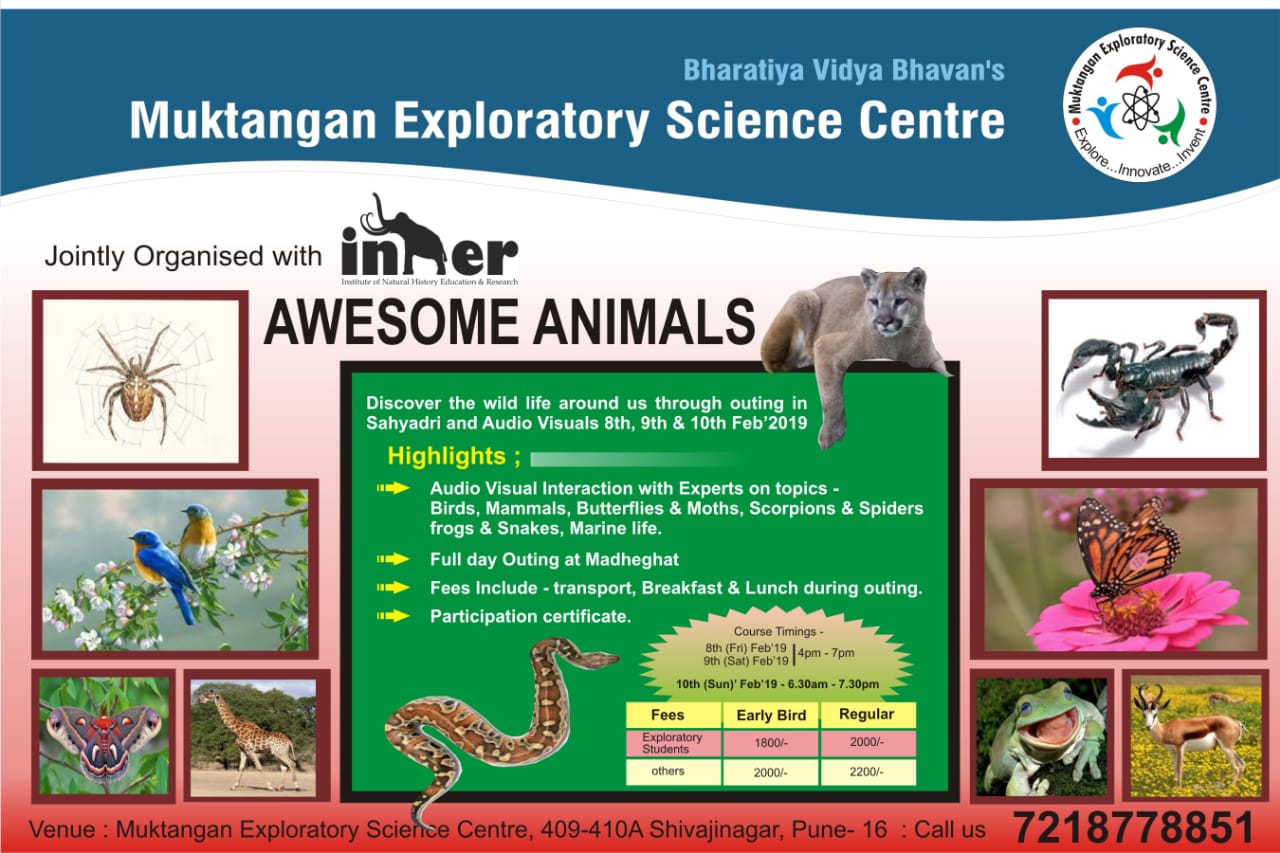 Bharatiya Vidya Bhavan's
Muktangan Exploratory Science Centre
• Muktangan Exploratory Science Centre •
Explore...Innovate...Invent
Jointly Organised with
inher
Institute of Natural History Education & Research
AWESOME ANIMALS
Discover the wild life around us through outing in
Sahyadri and Audio Visuals 8th, 9th & 10th Feb'2019
Highlights ;
Audio Visual Interaction with Experts on topics -
Birds, Mammals, Butterflies & Moths, Scorpions & Spiders
frogs & Snakes, Marine life.
Full day Outing at Madheghat
Fees Include - transport, Breakfast & Lunch during outing.
Participation certificate.
Course Timings -
8th (Fri) Feb'19
9th (Sat) Feb'19 | 4pm - 7pm
10th (Sun)' Feb'19 - 6.30am - 7.30pm
Fees Early Bird Regular
Exploratory
Students 1800/- 2000/-
others 2000/- 2200/-
Venue : Muktangan Exploratory Science Centre, 409-410A Shivajinagar, Pune- 16 : Call us 7218778851